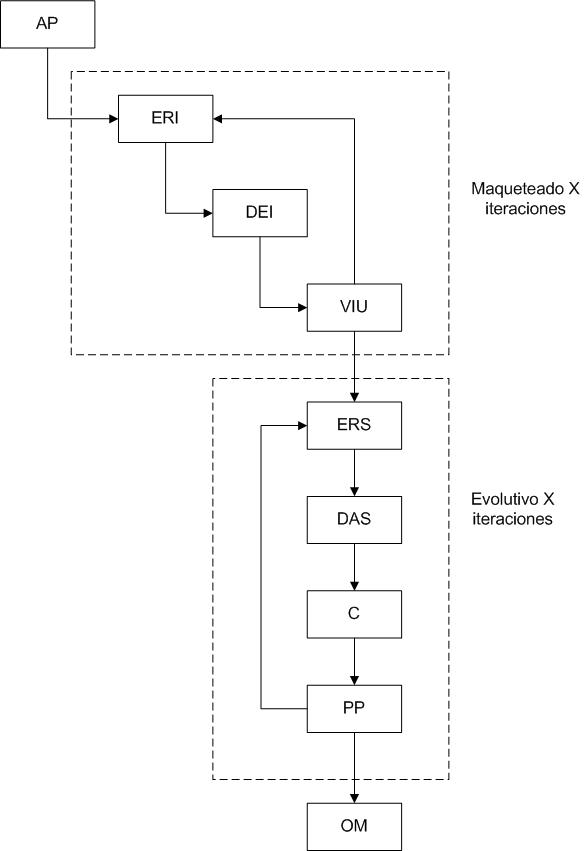 AP
ERI
DEI
Maqueteado X
iteraciones
VIU
ERS
DAS
Evolutivo X
iteraciones
C
PP
OM